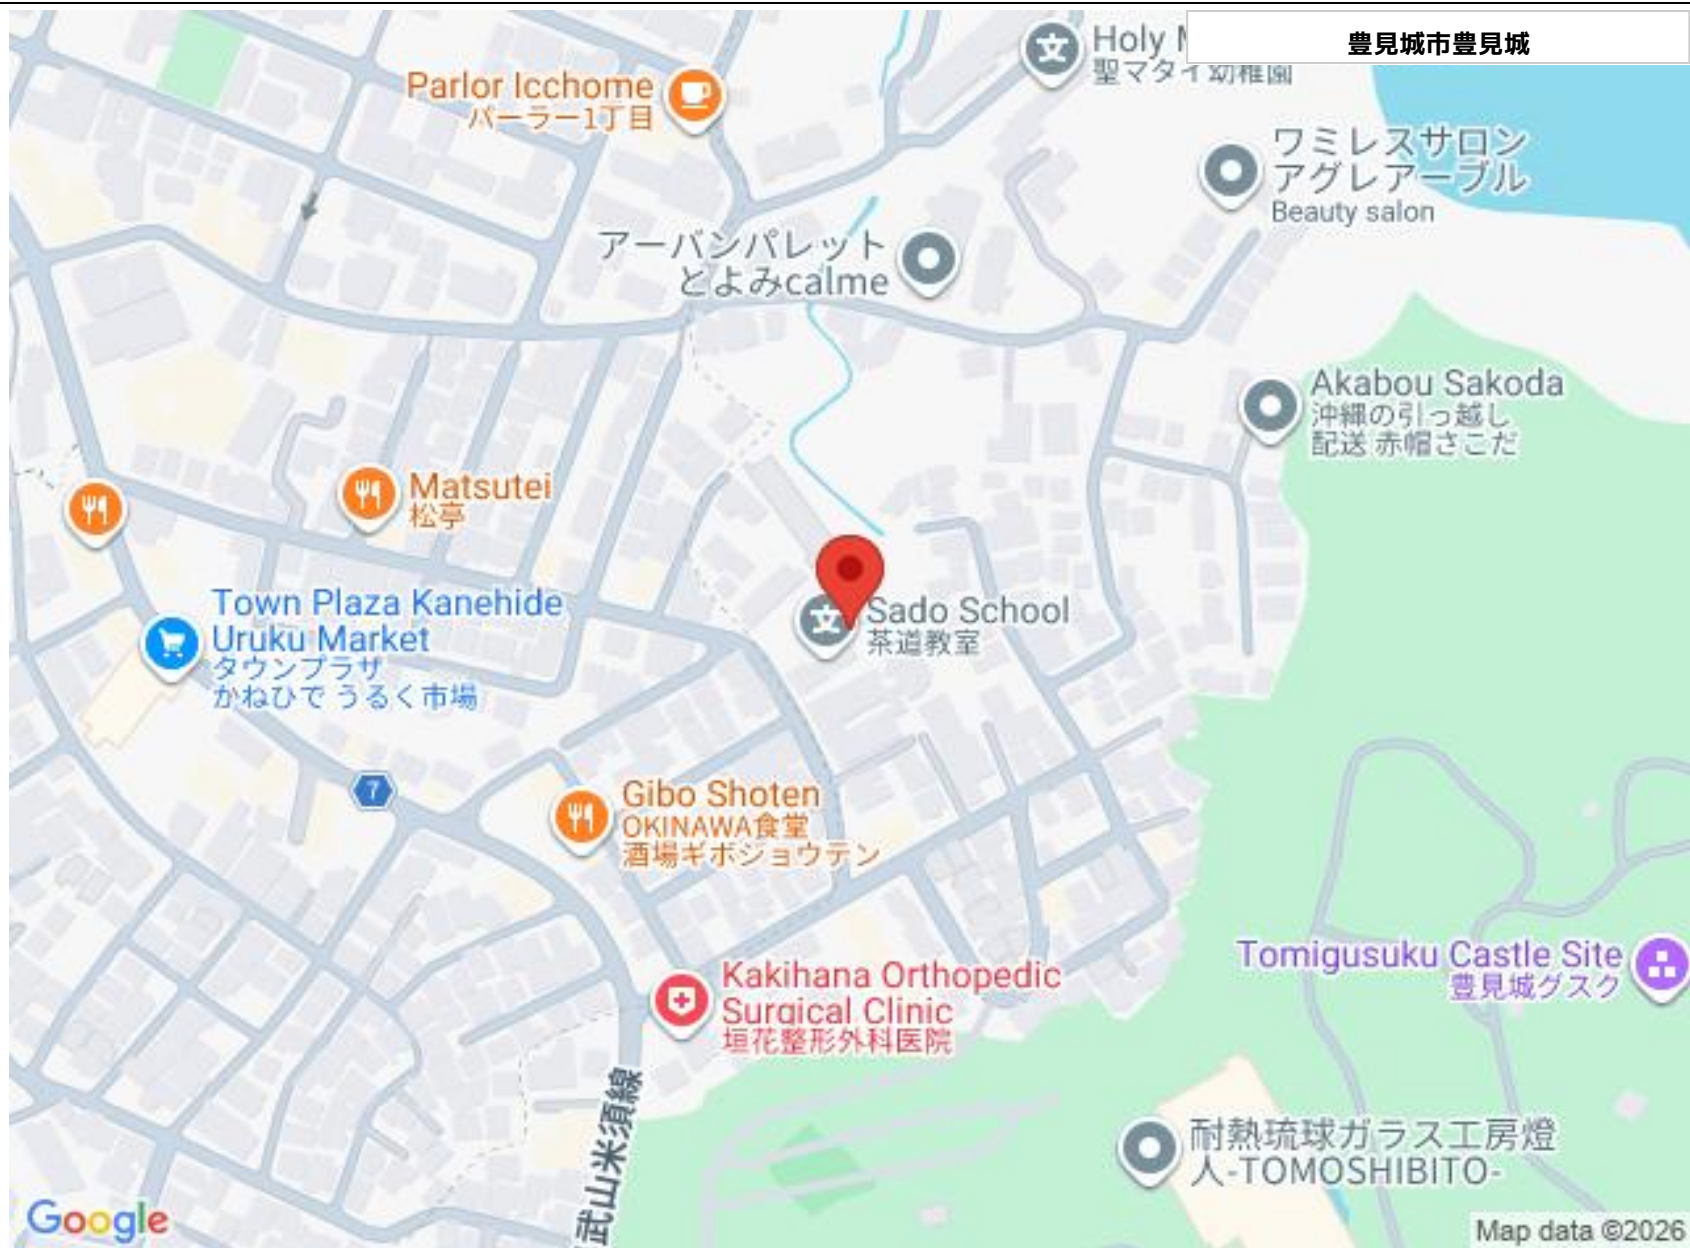 豊見城市豊見城
Holy
聖マタイ幼稚園
Parlor Icchome
パーラー1丁目
ワミレスサロン
アグレアーブル
Beauty salon
アーバンパレット
とよみcalme
Akabou Sakoda
沖縄の引っ越し
配送 赤帽さこだ
Matsutei
松亭
Town Plaza Kanehide
Uruku Market
タウンプラザ
かねひで うるく市場
Sado School
茶道教室
7
Gibo Shoten
OKINAWA食堂
酒場ギボジョウテン
Kakihana Orthopedic
Surgical Clinic
垣花整形外科医院
Tomigusuku Castle Site
豊見城グスク
武山米須線
耐熱琉球ガラス工房燈
人-TOMOSHIBITO-
Google
Map data ©2026